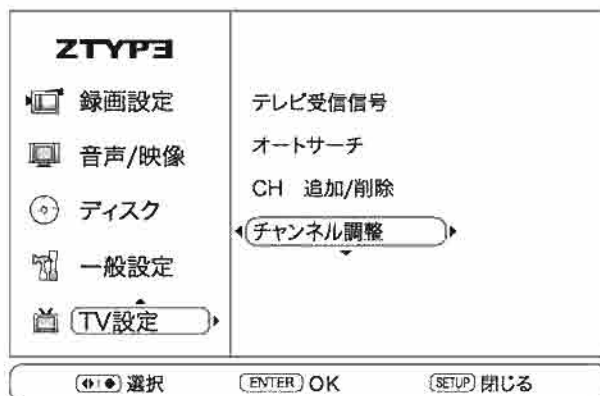 ZTYPE
録画設定
音声/映像
ディスク
一般設定
TV設定
テレビ受信信号
オートサーチ
CH 追加/削除
チャンネル調整
選択
ENTER OK
SETUP 閉じる